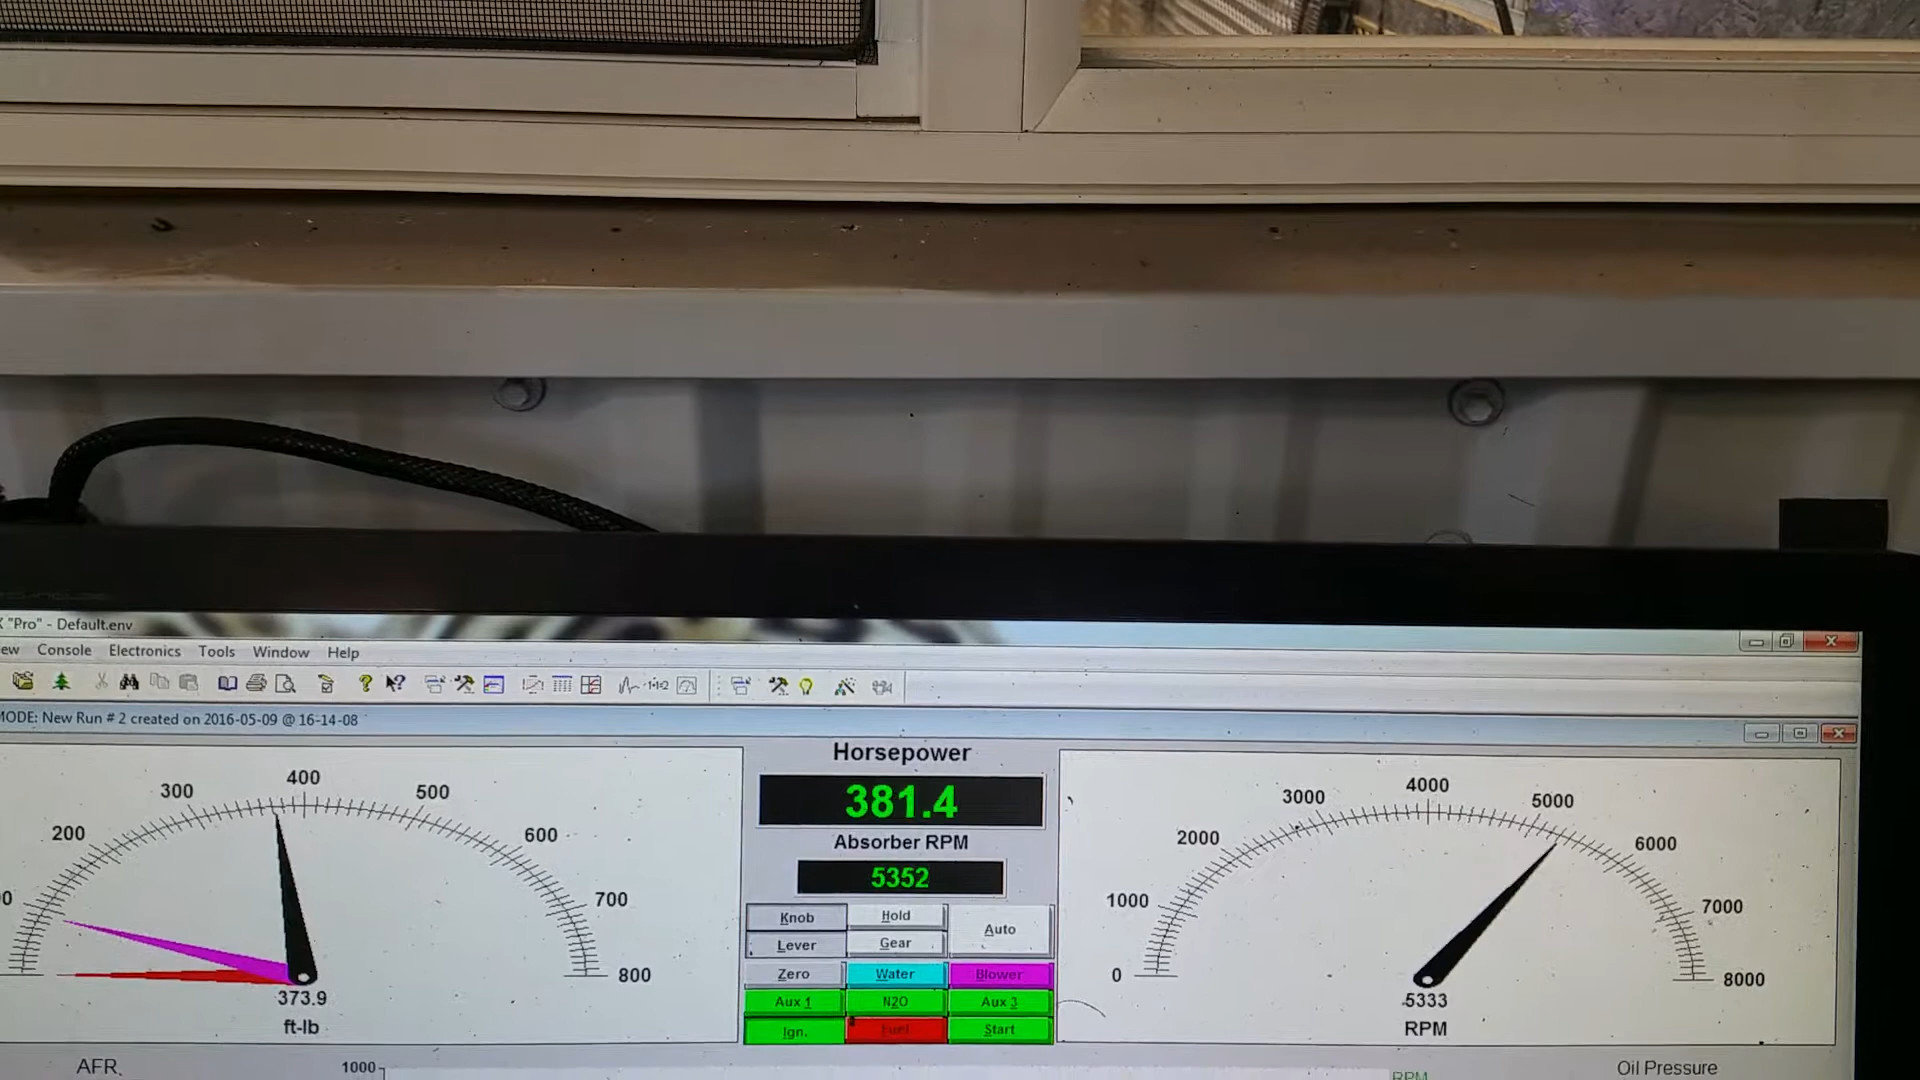 "Pro" - Default.env
ew Console Electronics Tools Window Help
MODE: New Run # 2 created on 2016-05-09 @ 16-14-08
Horsepower
381.4
Absorber RPM
5352
Knob Hold Auto
Lever Gear
Zero Water Blower
Aux 1 N2O Aux 3
Ign. Fuel Start
200 300 400 500 600 700 800
373.9
ft-lb
0 1000 2000 3000 4000 5000 6000 7000 8000
5333
RPM
AFR
1000
RPM
Oil Pressure